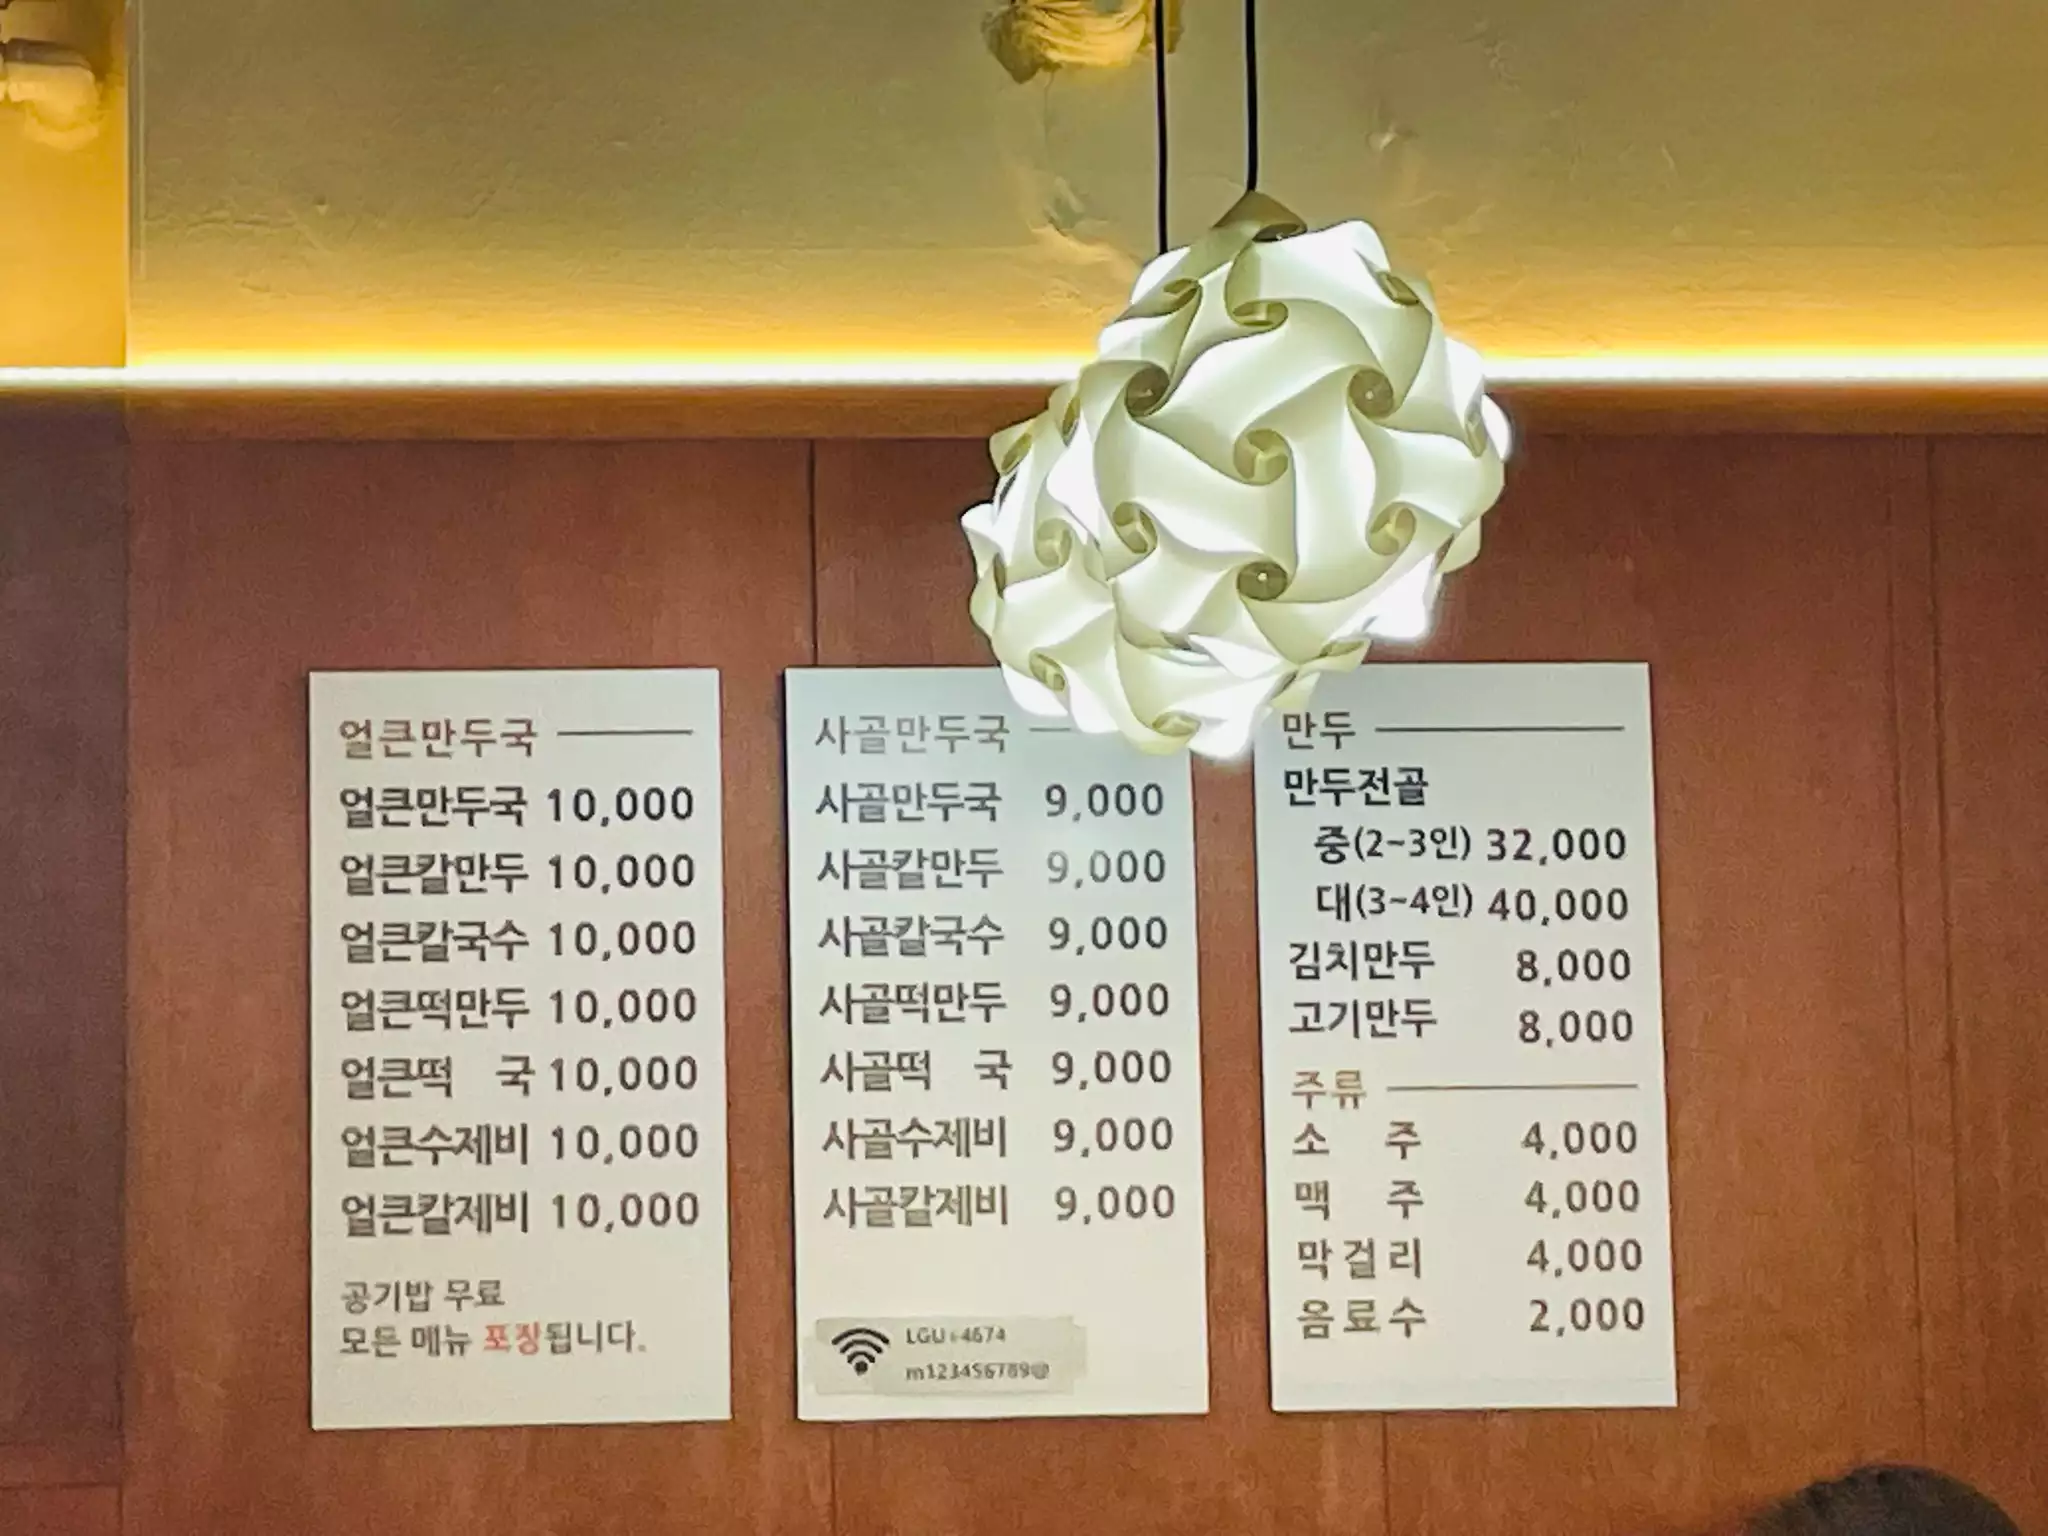 얼큰만두국
얼큰만두국 10,000
얼큰칼만두 10,000
얼큰칼국수 10,000
얼큰떡만두 10,000
얼큰떡 국 10,000
얼큰수제비 10,000
얼큰칼제비 10,000
공기밥 무료
모든 메뉴 포장됩니다.
사골만두국
사골만두국 9,000
사골칼만두 9,000
사골칼국수 9,000
사골떡만두 9,000
사골떡 국 9,000
사골수제비 9,000
사골칼제비 9,000
LGU+4674
m123456789@
만두
만두전골
중(2~3인) 32,000
대(3~4인) 40,000
김치만두 8,000
고기만두 8,000
주류
소 주 4,000
맥 주 4,000
막걸리 4,000
음료수 2,000